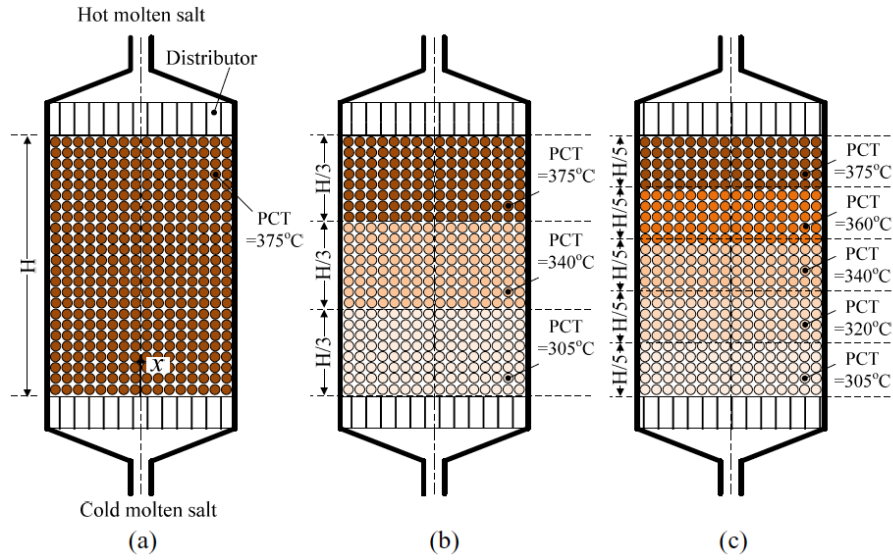 Hot molten salt
Distributor
H
PCT
=375°C
x
Cold molten salt
(a)
H/3
H/3
H/3
PCT
=375°C
PCT
=340°C
PCT
=305°C
(b)
H/5
H/5
H/5
H/5
H/5
PCT
=375°C
PCT
=360°C
PCT
=340°C
PCT
=320°C
PCT
=305°C
(c)